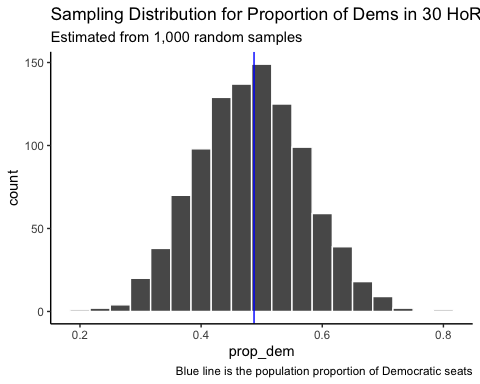 Sampling Distribution for Proportion of Dems in 30 HoR
Estimated from 1,000 random samples
150
100
50
0
count
0.2 0.4 0.6 0.8
prop_dem
Blue line is the population proportion of Democratic seats